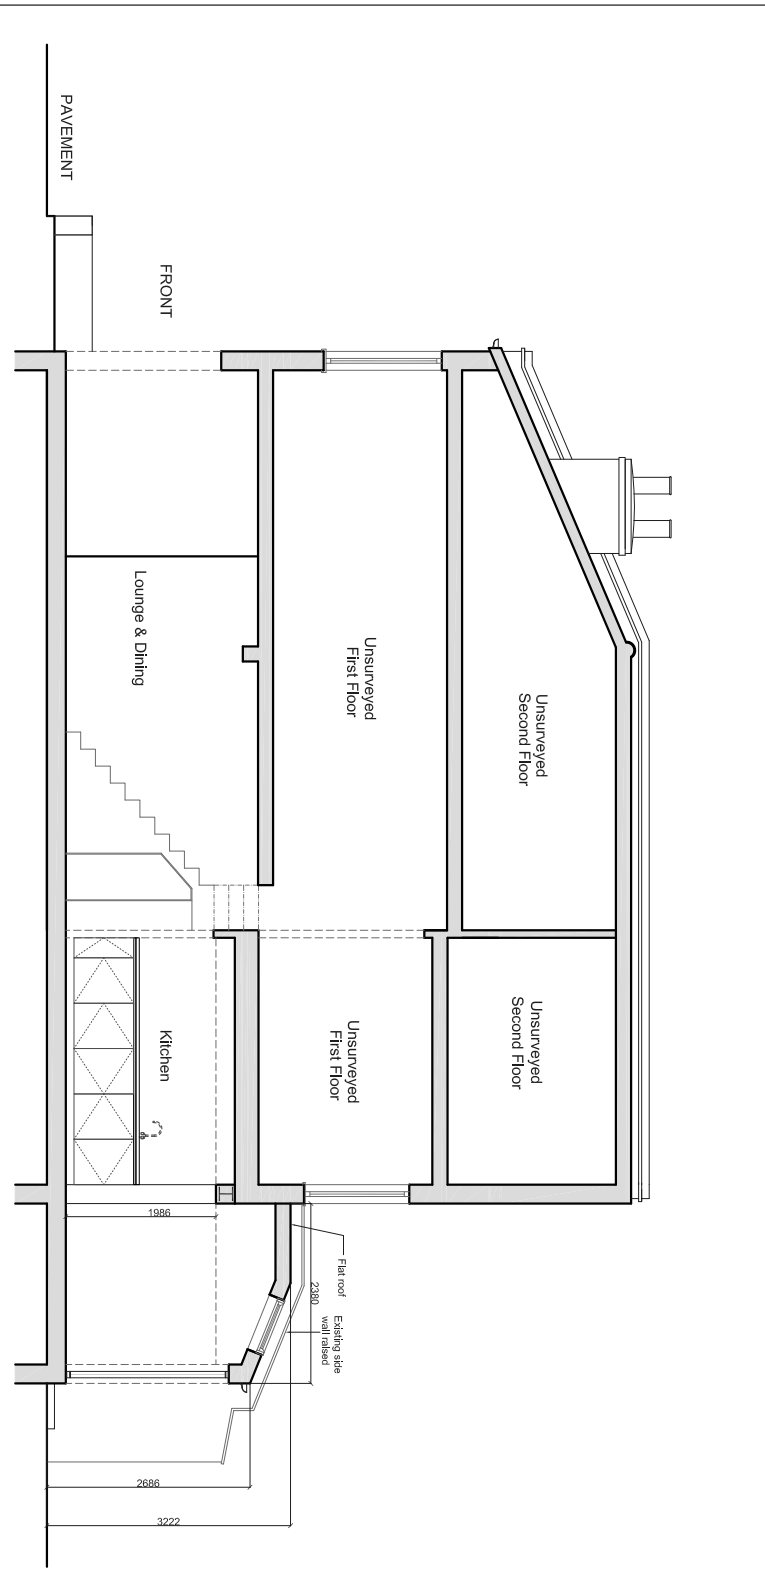 PAVEMENT
FRONT
Unsurveyed
Second Floor
Unsurveyed
Second Floor
Unsurveyed
First Floor
Unsurveyed
First Floor
Lounge & Dining
Kitchen
Flat roof
Existing side
wall raised
2380
1986
2686
3222